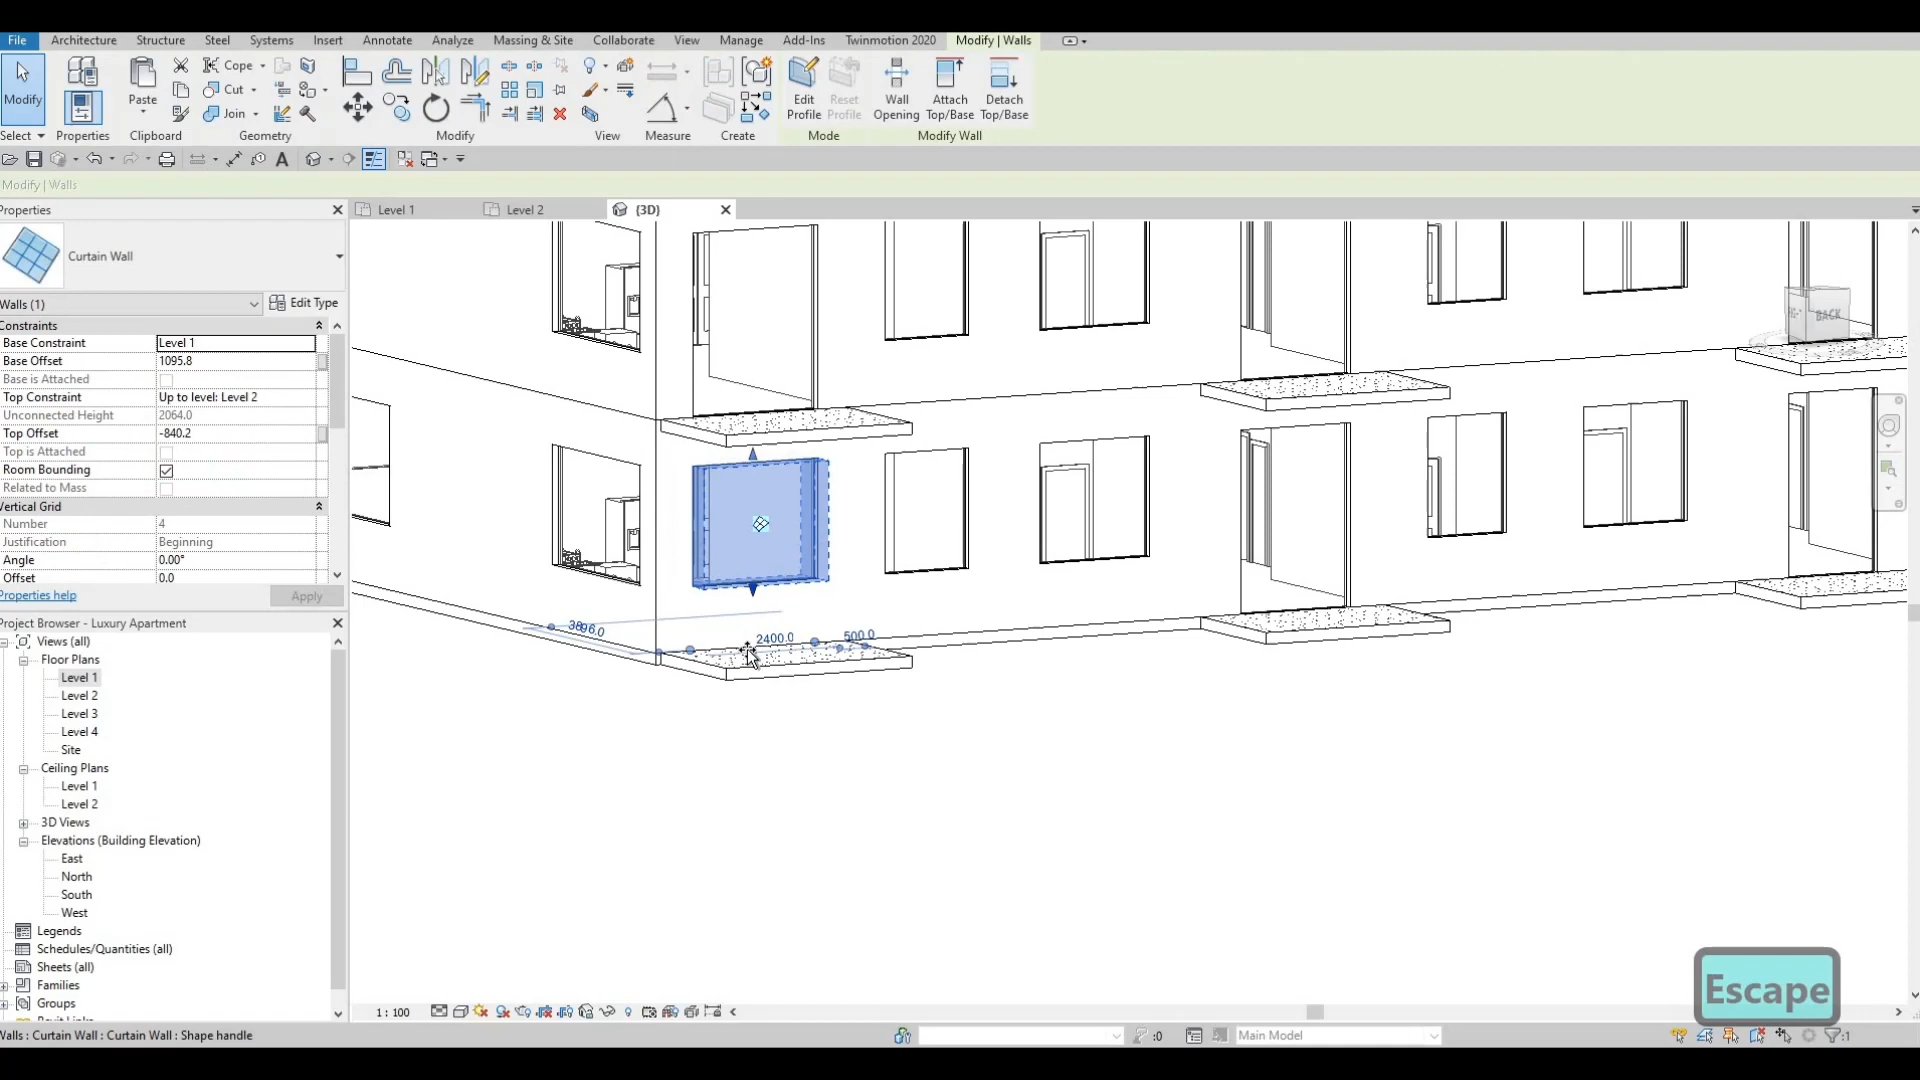 File Architecture Structure Steel Systems Insert Annotate Analyze Massing & Site Collaborate View Manage Add-Ins Twinmotion 2020 Modify | Walls
Modify
Paste
Cope
Cut
Join
Edit Profile
Reset Profile
Wall Opening
Attach Top/Base
Detach Top/Base
Select Properties Clipboard Geometry Modify View Measure Create Mode Modify Wall
Modify | Walls
Properties
Level 1
Level 2
(3D)
Curtain Wall
Walls (1)
Edit Type
Constraints
Base Constraint Level 1
Base Offset 1095.8
Base is Attached
Top Constraint Up to level: Level 2
Unconnected Height 2064.0
Top Offset -840.2
Top is Attached
Room Bounding
Related to Mass
Vertical Grid
Number 4
Justification Beginning
Angle 0.00°
Offset 0.0
Properties help
Apply
BACK
3896.0
2400.0
500.0
Project Browser - Luxury Apartment
Views (all)
Floor Plans
Level 1
Level 2
Level 3
Level 4
Site
Ceiling Plans
Level 1
Level 2
3D Views
Elevations (Building Elevation)
East
North
South
West
Legends
Schedules/Quantities (all)
Sheets (all)
Families
Groups
Escape
1 : 100
Walls : Curtain Wall : Curtain Wall : Shape handle
:0
Main Model
:1